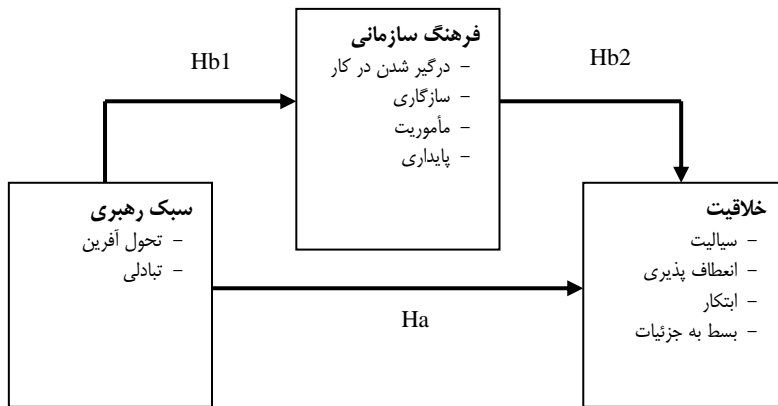 فرهنگ سازمانی
- درگیر شدن در کار
- سازگاری
- مأموریت
- پایداری
Hb1
Hb2
سبک رهبری
- تحول آفرین
- تبادلی
خلاقیت
- سیالیت
- انعطاف پذیری
- ابتکار
- بسط به جزئیات
Ha